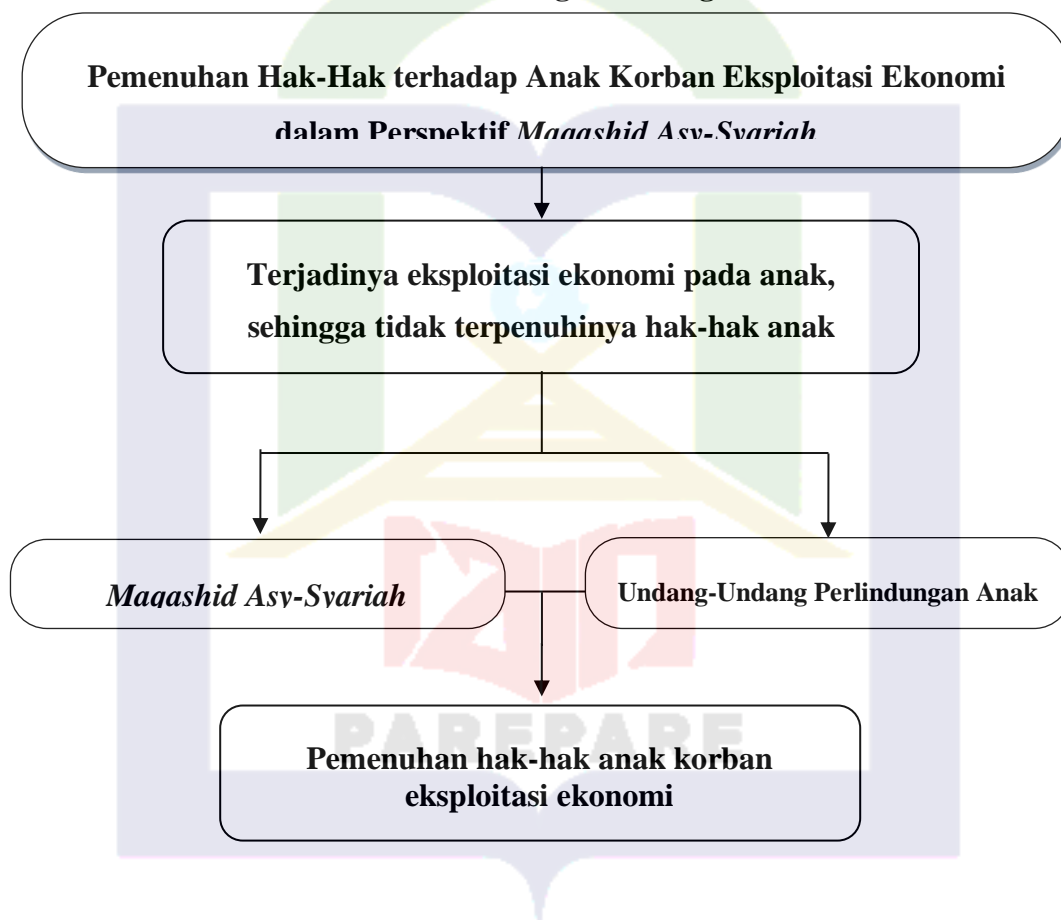 Pemenuhan Hak-Hak terhadap Anak Korban Eksploitasi Ekonomi
dalam Perspektif Maqashid Asy-Syariah
Terjadinya eksploitasi ekonomi pada anak,
sehingga tidak terpenuhinya hak-hak anak
Maqashid Asy-Syariah
Undang-Undang Perlindungan Anak
PAREPARE
Pemenuhan hak-hak anak korban
eksploitasi ekonomi